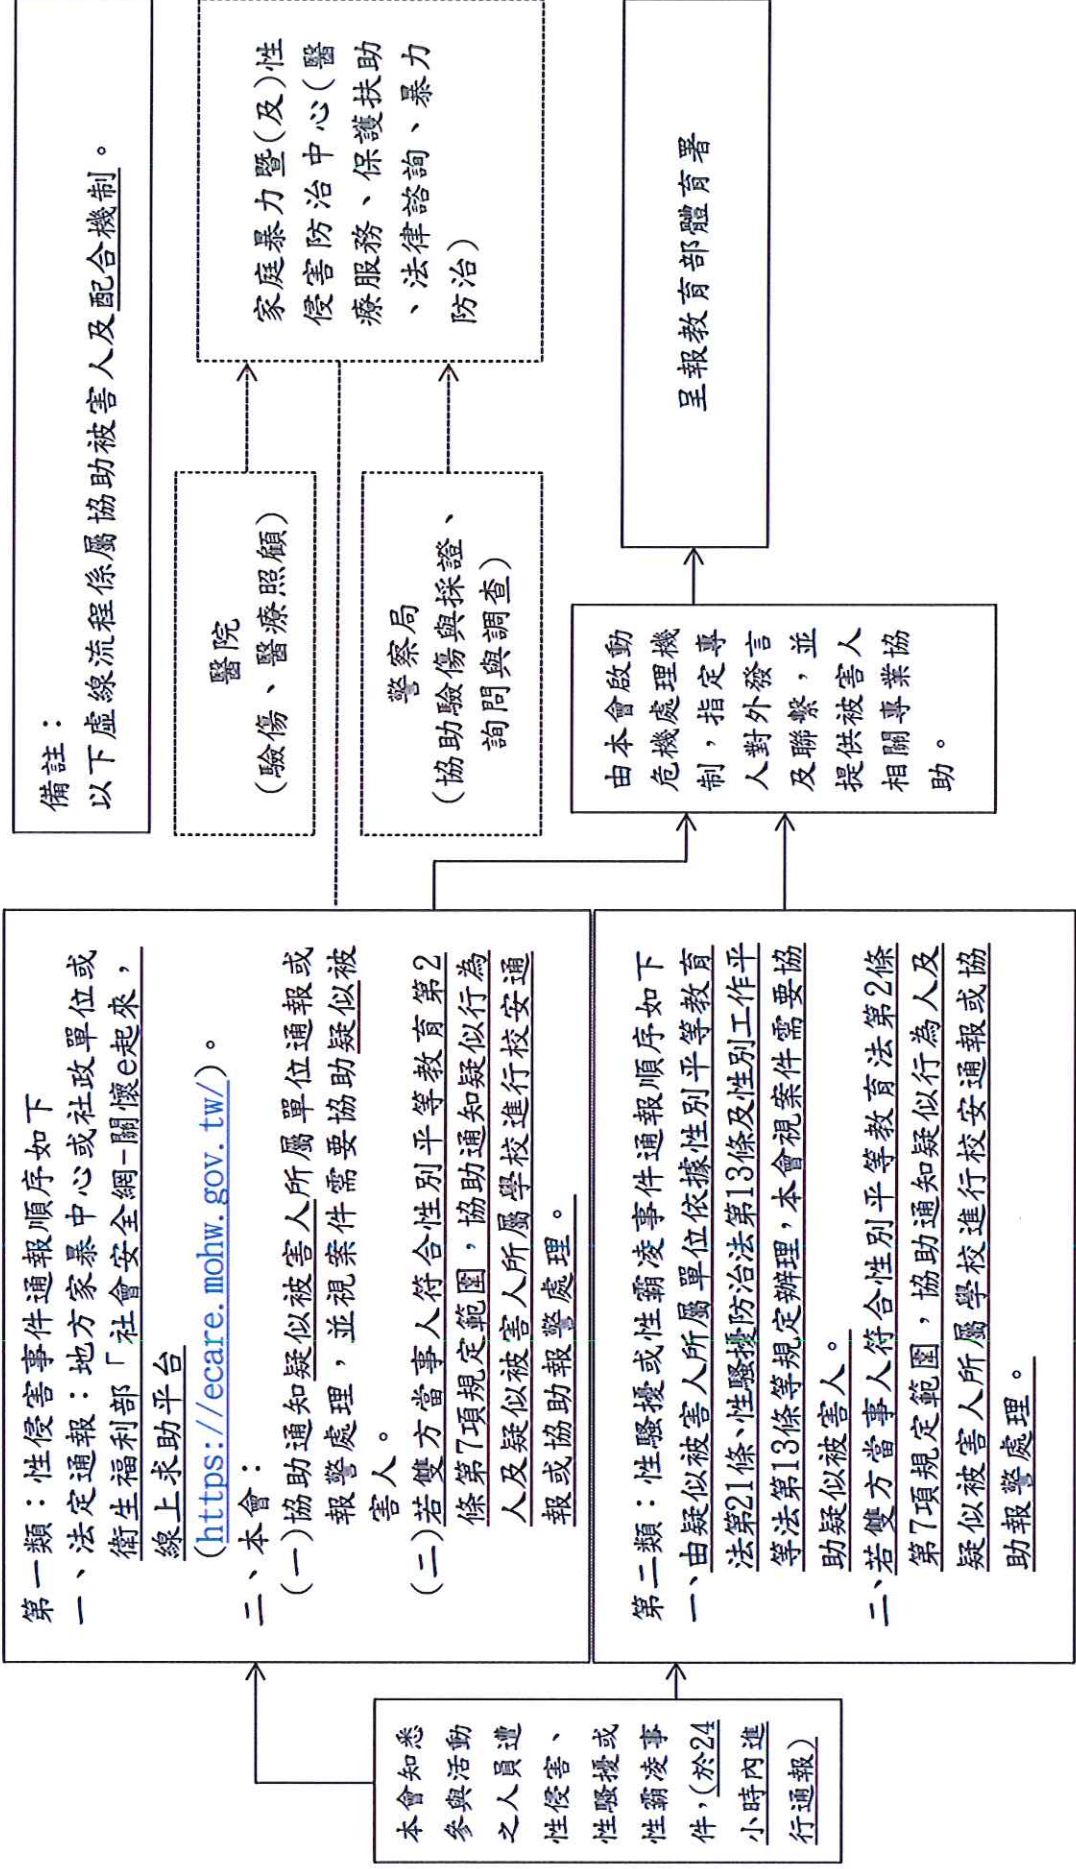 本會知悉
參與活動
之人員遭
性侵害、
性騷擾或
性霸凌事
件,(於24
小時內進
行通報)
第一類：性侵害事件通報順序如下
一、法定通報：地方家暴中心或社政單位或
衛生福利部「社會安全網-關懷e起來，
線上求助平台
(https://ecare.mohw.gov.tw/)。
二、本會：
(一)協助通知疑似被害人所屬單位通報或
報警處理，並視案件需要協助疑似被
害人。
(二)若雙方當事人符合性別平等教育第2
條第7項規定範圍，協助通知疑似行為
人及疑似被害人所屬學校進行校安通
報或協助報警處理。
第二類：性騷擾或性霸凌事件通報順序如下
一、由疑似被害人所屬單位依據性別平等教育
法第21條、性騷擾防治法第13條及性別工作平
等法第13條等規定辦理，本會視案件需要協
助疑似被害人。
二、若雙方當事人符合性別平等教育法第2條
第7項規定範圍，協助通知疑似行為人及
疑似被害人所屬學校進行校安通報或協
助報警處理。
備註：
以下虛線流程係屬協助被害人及配合機制。
醫院
(驗傷、醫療照顧)
警察局
(協助驗傷與採證、
詢問與調查)
家庭暴力暨(及)性
侵害防治中心(醫
療服務、保護扶助
、法律諮詢、暴力
防治)
由本會啟動
危機處理機
制，指定專
人對外發言
及聯繫，並
提供被害人
相關專業協
助。
呈報教育部體育署